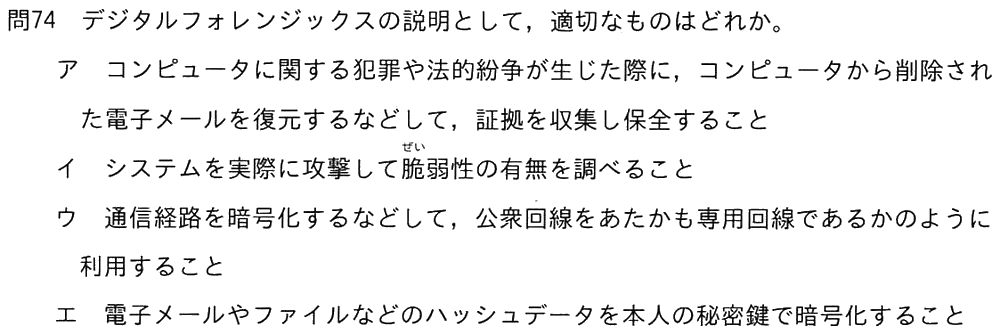 問74 デジタルフォレンジックスの説明として，適切なものはどれか。
ア コンピュータに関する犯罪や法的紛争が生じた際に，コンピュータから削除され
た電子メールを復元するなどして，証拠を収集し保全すること
ぜい
イ システムを実際に攻撃して脆弱性の有無を調べること
ウ 通信経路を暗号化するなどして，公衆回線をあたかも専用回線であるかのように
利用すること
エ 電子メールやファイルなどのハッシュデータを本人の秘密鍵で暗号化すること